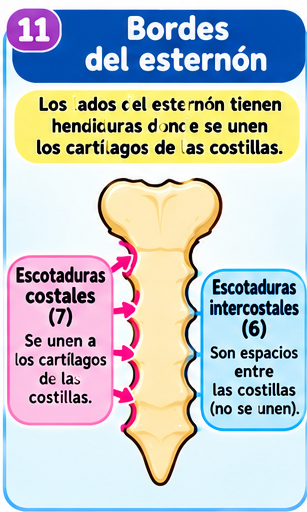 11
Bordes
del esternón
Los lados del esternón tienen
hendiduras donde se unen
los cartílagos de las costillas.
Escotaduras
costales
(7)
Se unen a
los cartílagos
de las
costillas.
Escotaduras
intercostales
(6)
Son espacios
entre
las costillas
(no se unen).